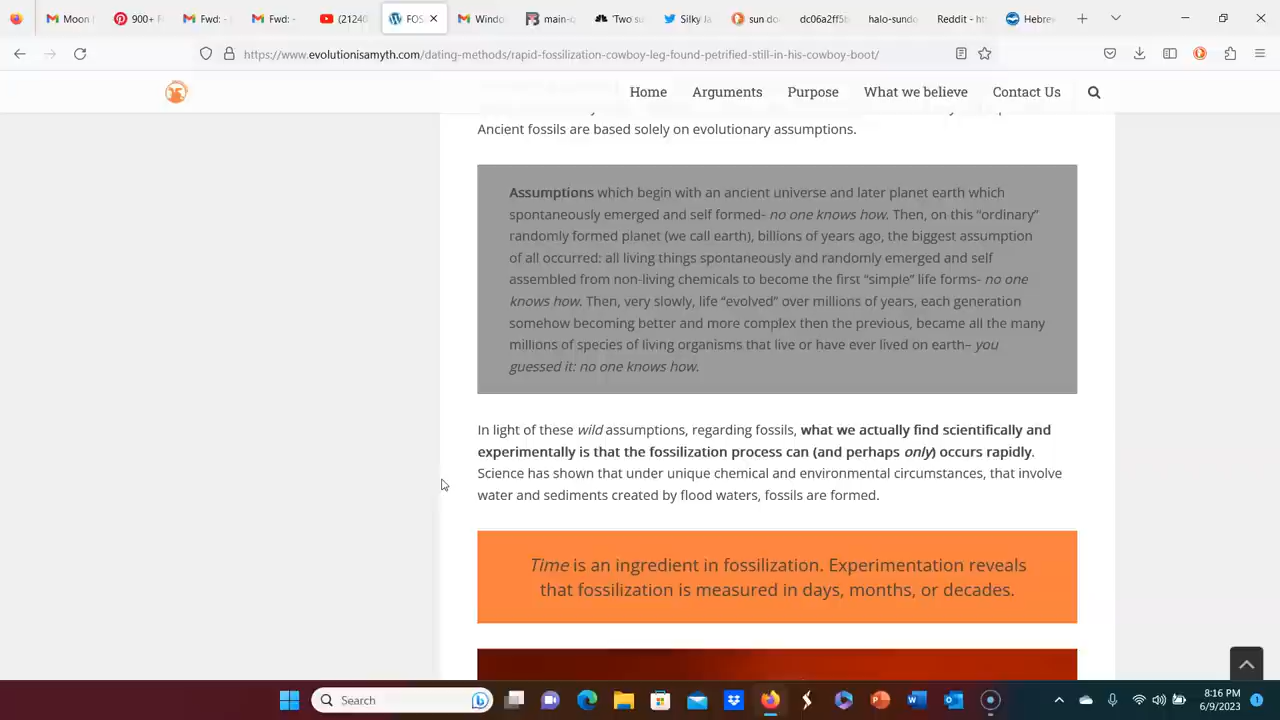 Moon l
900+ F
Fwd: -
Fwd: -
(21240
FOS
Windo
main-q
'Two su
Silky la
sun do
dc06a2ff5b
halo-sundo
Reddit - ht
Hebrew
https://www.evolutionisamyth.com/dating-methods/rapid-fossilization-cowboy-leg-found-petrified-still-in-his-cowboy-boot/
Home
Arguments
Purpose
What we believe
Contact Us
Ancient fossils are based solely on evolutionary assumptions.
Assumptions which begin with an ancient universe and later planet earth which
spontaneously emerged and self formed- no one knows how. Then, on this “ordinary”
randomly formed planet (we call earth), billions of years ago, the biggest assumption
of all occurred: all living things spontaneously and randomly emerged and self
assembled from non-living chemicals to become the first “simple” life forms- no one
knows how. Then, very slowly, life “evolved” over millions of years, each generation
somehow becoming better and more complex then the previous, became all the many
millions of species of living organisms that live or have ever lived on earth– you
guessed it: no one knows how.
In light of these wild assumptions, regarding fossils, what we actually find scientifically and
experimentally is that the fossilization process can (and perhaps only) occurs rapidly.
Science has shown that under unique chemical and environmental circumstances, that involve
water and sediments created by flood waters, fossils are formed.
Time is an ingredient in fossilization. Experimentation reveals
that fossilization is measured in days, months, or decades.
Search
8:16 PM
6/9/2023